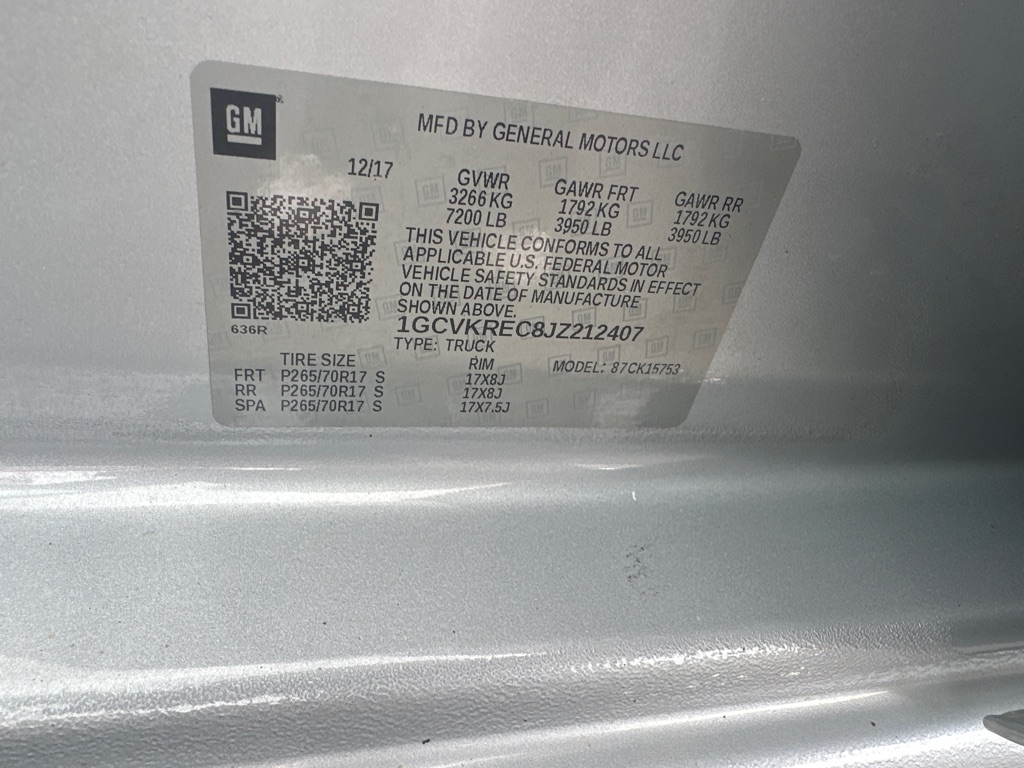 GM
MFD BY GENERAL MOTORS LLC
12/17
GVWR GAWR FRT GAWR RR
3266 KG 1792 KG 1792 KG
7200 LB 3950 LB 3950 LB
THIS VEHICLE CONFORMS TO ALL
APPLICABLE U.S. FEDERAL MOTOR
VEHICLE SAFETY STANDARDS IN EFFECT
ON THE DATE OF MANUFACTURE
SHOWN ABOVE.
636R
1GCVKREC8JZ212407
TYPE: TRUCK
TIRE SIZE RIM MODEL: 87CK15753
FRT P265/70R17 S 17X8J
RR P265/70R17 S 17X8J
SPA P265/70R17 S 17X7.5J